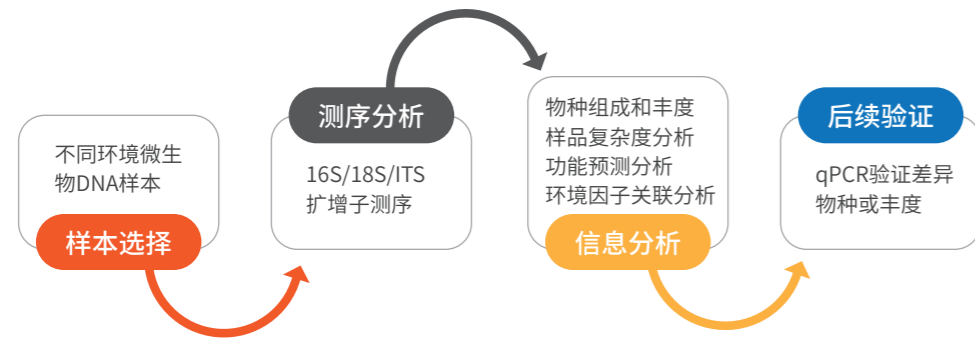 不同环境微生
物DNA样本
样本选择
测序分析
16S/18S/ITS
扩增子测序
物种组成和丰度
样品复杂度分析
功能预测分析
环境因子关联分析
信息分析
后续验证
qPCR验证差异
物种或丰度